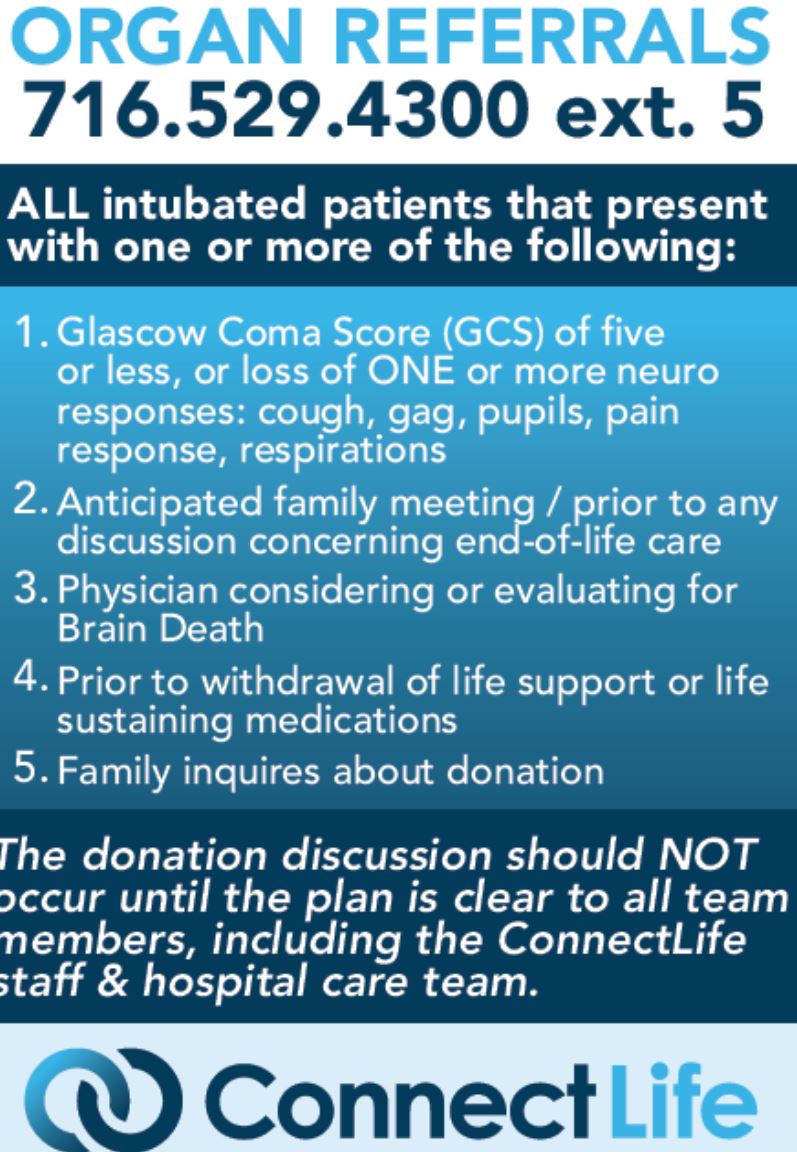 ORGAN REFERRALS
716.529.4300 ext. 5
ALL intubated patients that present
with one or more of the following:
1. Glascow Coma Score (GCS) of five
or less, or loss of ONE or more neuro
responses: cough, gag, pupils, pain
response, respirations
2. Anticipated family meeting / prior to any
discussion concerning end-of-life care
3. Physician considering or evaluating for
Brain Death
4. Prior to withdrawal of life support or life
sustaining medications
5. Family inquires about donation
The donation discussion should NOT
occur until the plan is clear to all team
members, including the ConnectLife
staff & hospital care team.
ConnectLife